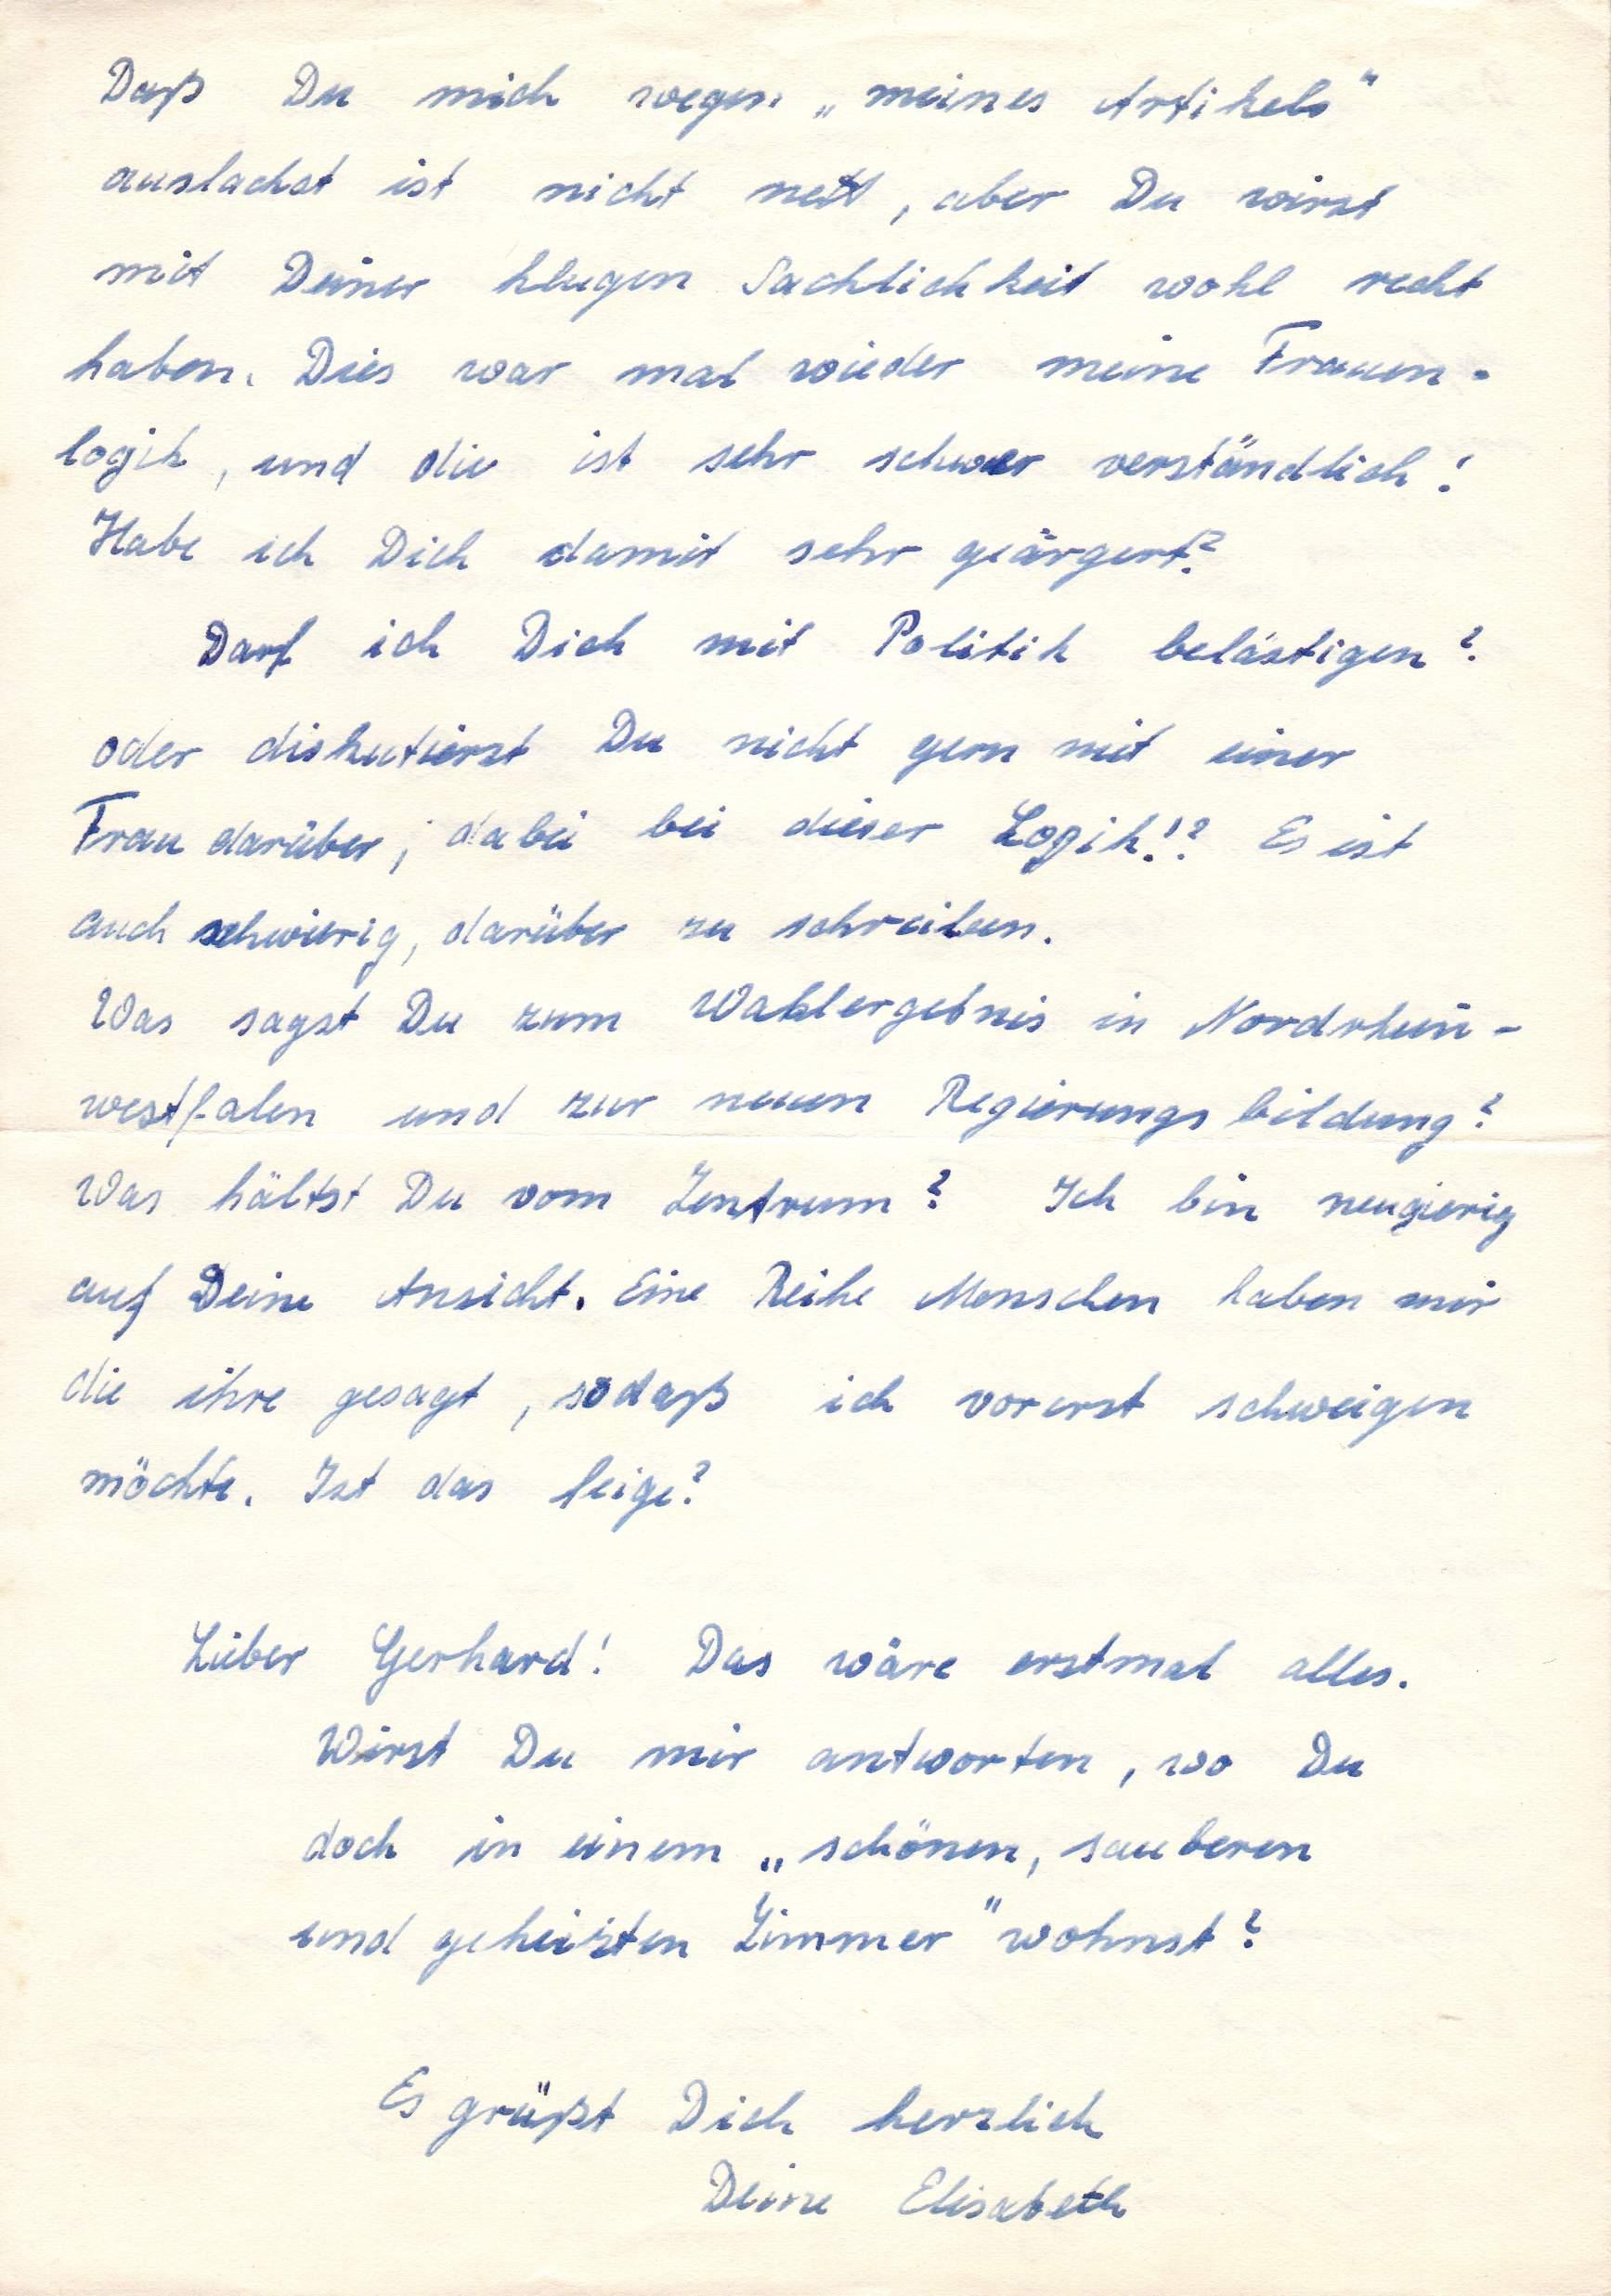 Daß Du mich wegen „meines Artikels"
auslachst ist nicht nett, aber Du wirst
mit Deiner klugen Sachlichkeit wohl recht
haben. Dies war mal wieder meine Frauen-
logik, und die ist sehr schwer verständlich!
Habe ich Dich damit sehr geärgert?
Darf ich Dich mit Politik belästigen?
oder diskutierst Du nicht gern mit einer
Frau darüber, dabei bei dieser Logik!? Es ist
auch schwierig, darüber zu schreiben.
Was sagst Du zum Wahlergebnis in Nordrhein-
westfalen und zur neuen Regierungsbildung?
Was hältst Du vom Zentrum? Ich bin neugierig
auf Deine Ansicht. Eine Reihe Menschen haben mir
die ihre gesagt, sodaß ich vorerst schweigen
möchte. Ist das feige?
Lieber Gerhard! Das wäre erstmal alles.
Wirst Du mir antworten, wo Du
doch in einem „schönen, sauberen
und geheizten Zimmer" wohnst?
Es grüßt Dich herzlich
Deine Elisabeth